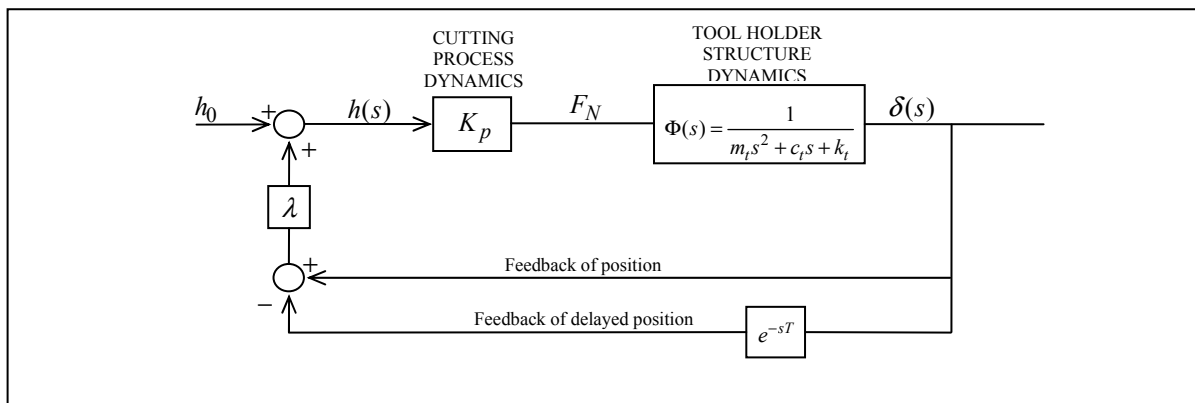 CUTTING
PROCESS
DYNAMICS
TOOL HOLDER
STRUCTURE
DYNAMICS
h₀
+
+
h(s)
Kₚ
F_N
Φ(s) = 1 / (mₜs² + cₜs + kₜ)
δ(s)
λ
+
−
Feedback of position
Feedback of delayed position
e^{−sT}